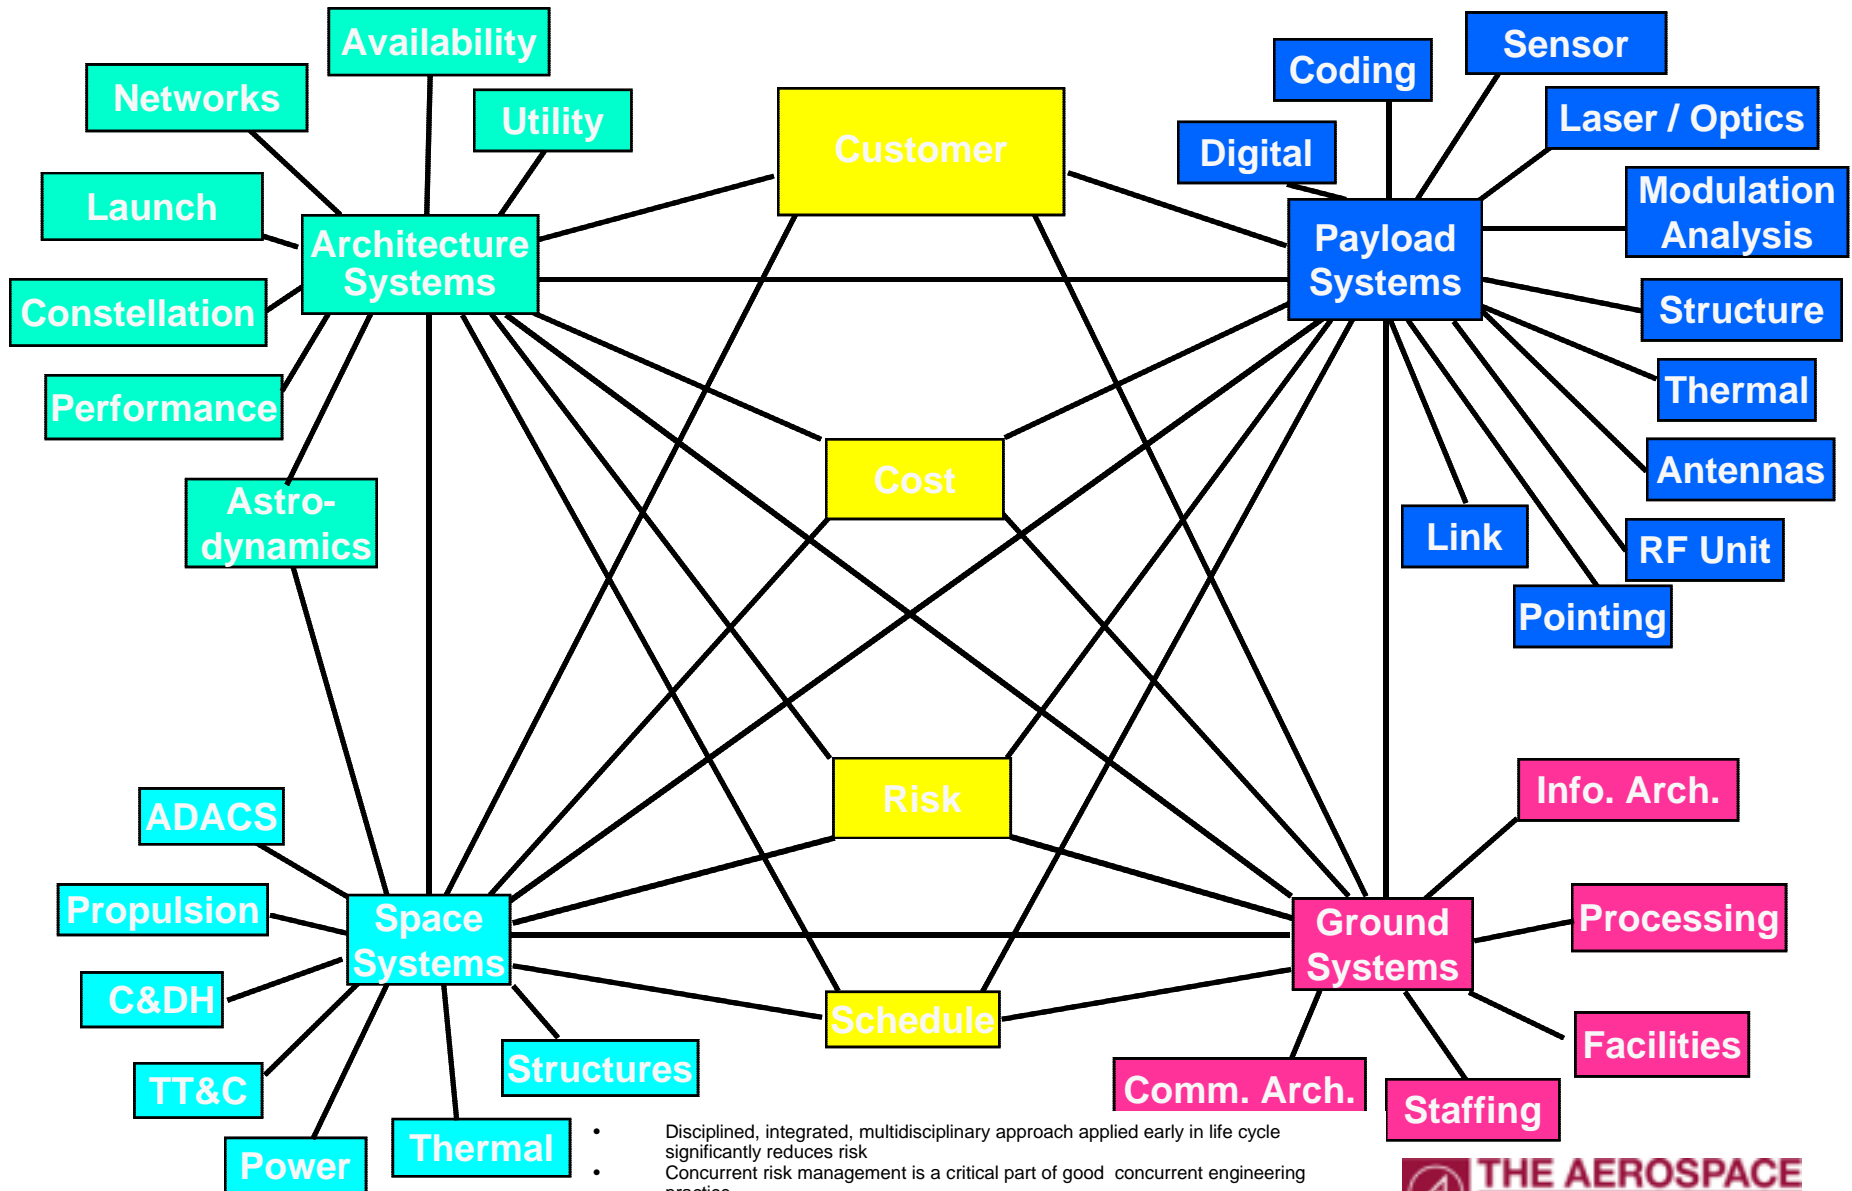 Availability
Networks
Utility
Launch
Architecture
Systems
Constellation
Performance
Astro-
dynamics
Customer
Cost
Risk
Schedule
Sensor
Coding
Laser / Optics
Digital
Modulation
Analysis
Payload
Systems
Structure
Thermal
Antennas
Link
RF Unit
Pointing
ADACS
Propulsion
Space
Systems
C&DH
TT&C
Power
Thermal
Structures
Info. Arch.
Processing
Ground
Systems
Facilities
Comm. Arch.
Staffing
• Disciplined, integrated, multidisciplinary approach applied early in life cycle
significantly reduces risk
• Concurrent risk management is a critical part of good concurrent engineering
practice
THE AEROSPACE